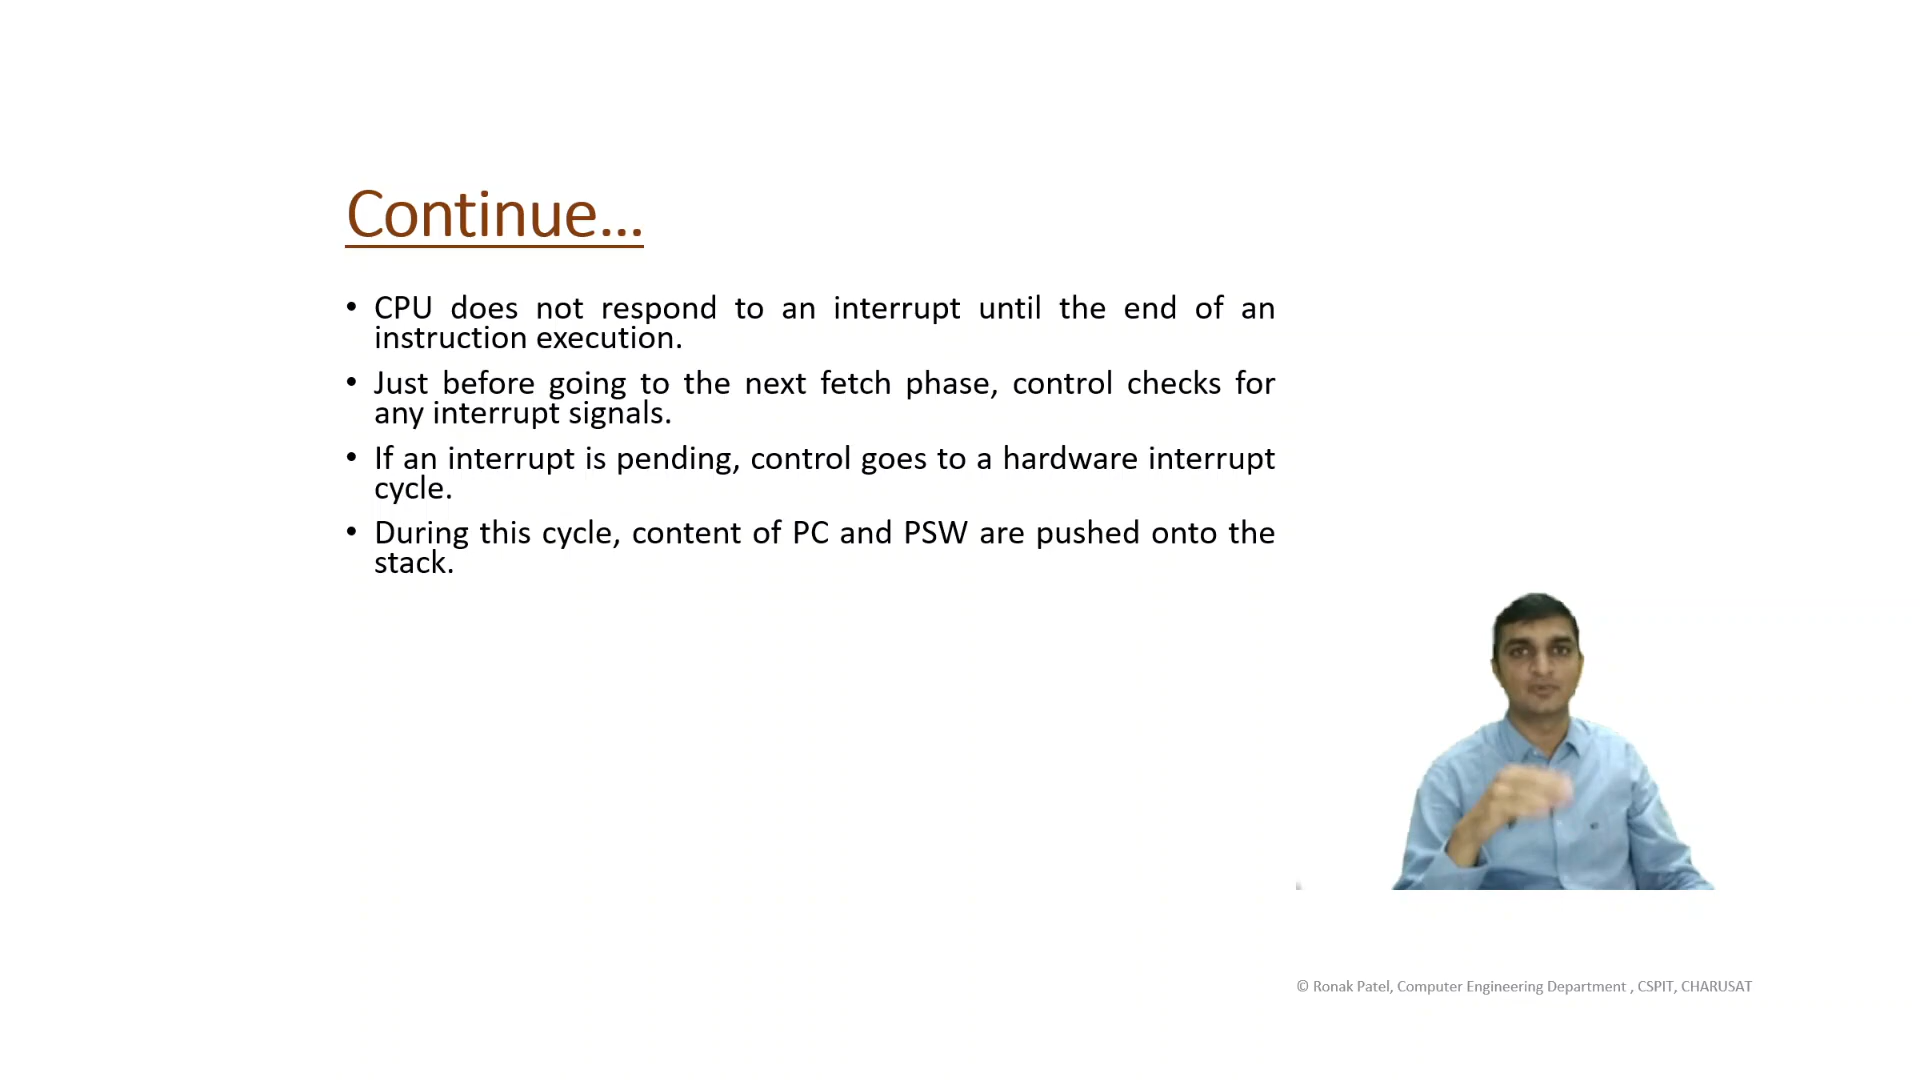 Continue...
• CPU does not respond to an interrupt until the end of an
instruction execution.
• Just before going to the next fetch phase, control checks for
any interrupt signals.
• If an interrupt is pending, control goes to a hardware interrupt
cycle.
• During this cycle, content of PC and PSW are pushed onto the
stack.
© Ronak Patel, Computer Engineering Department , CSPIT, CHARUSAT